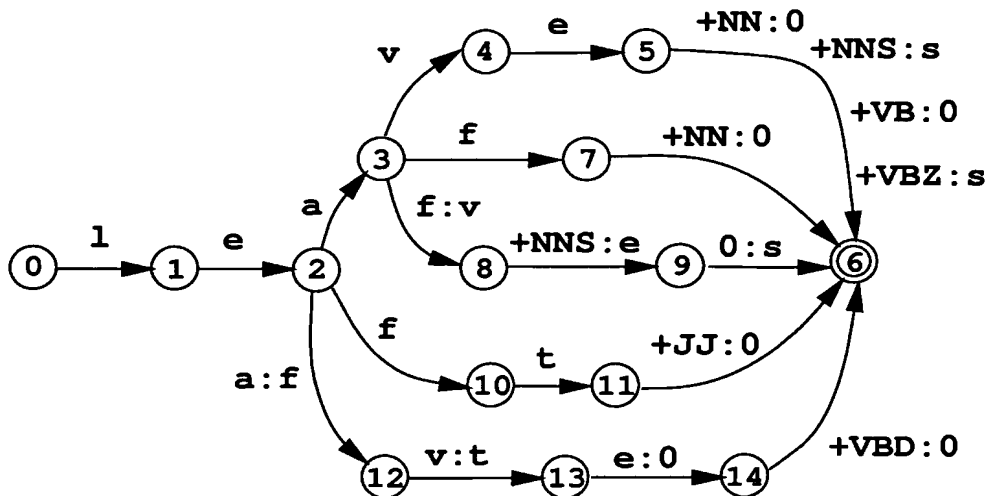 e
+NN:0
v
4
5
+NNS:s
+VB:0
f
+NN:0
3
7
a
f:v
+VBZ:s
l
e
+NNS:e
0:s
0
1
2
8
9
6
f
t
+JJ:0
a:f
10
11
v:t
e:0
+VBD:0
12
13
14